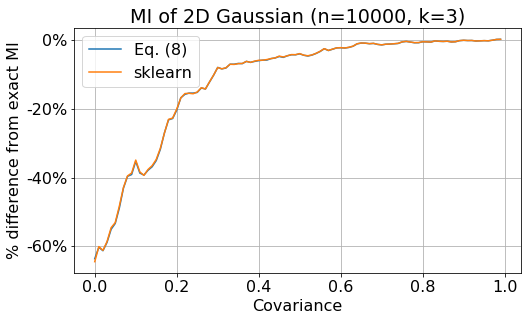 MI of 2D Gaussian (n=10000, k=3)
Eq. (8)
sklearn
% difference from exact MI
0%
-20%
-40%
-60%
0.0 0.2 0.4 0.6 0.8 1.0
Covariance